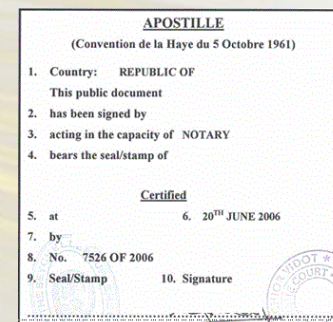 APOSTILLE
(Convention de la Haye du 5 Octobre 1961)
1. Country: REPUBLIC OF
This public document
2. has been signed by
3. acting in the capacity of NOTARY
4. bears the seal/stamp of
Certified
5. at 6. 20TH JUNE 2006
7. by
8. No. 7526 OF 2006
9. Seal/Stamp 10. Signature
VIDOT *
COURT